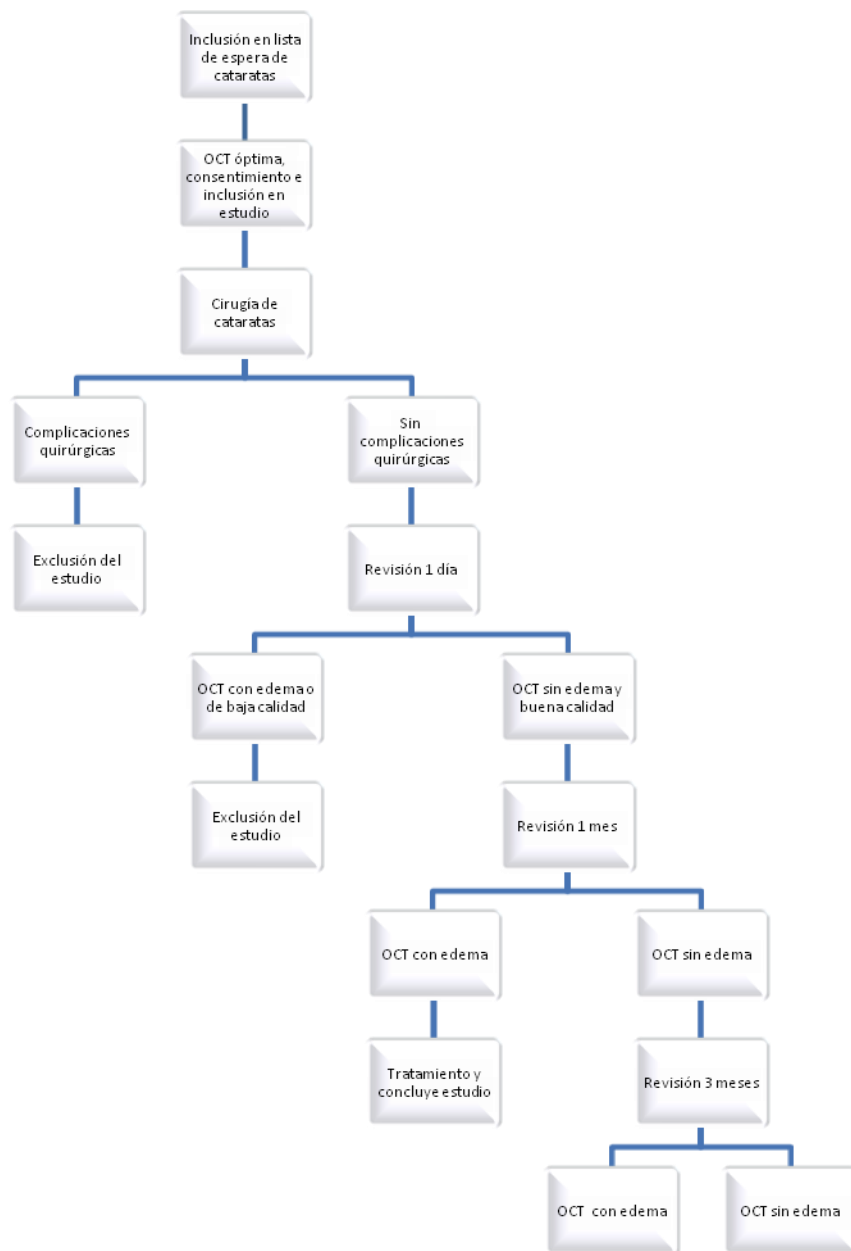 Inclusión en lista
de espera de
cataratas
OCT óptima,
consentimiento e
inclusión en
estudio
Cirugía de
cataratas
Complicaciones
quirúrgicas
Sin
complicaciones
quirúrgicas
Exclusión del
estudio
Revisión 1 día
OCT con edema o
de baja calidad
OCT sin edema y
buena calidad
Exclusión del
estudio
Revisión 1 mes
OCT con edema
OCT sin edema
Tratamiento y
concluye estudio
Revisión 3 meses
OCT con edema
OCT sin edema